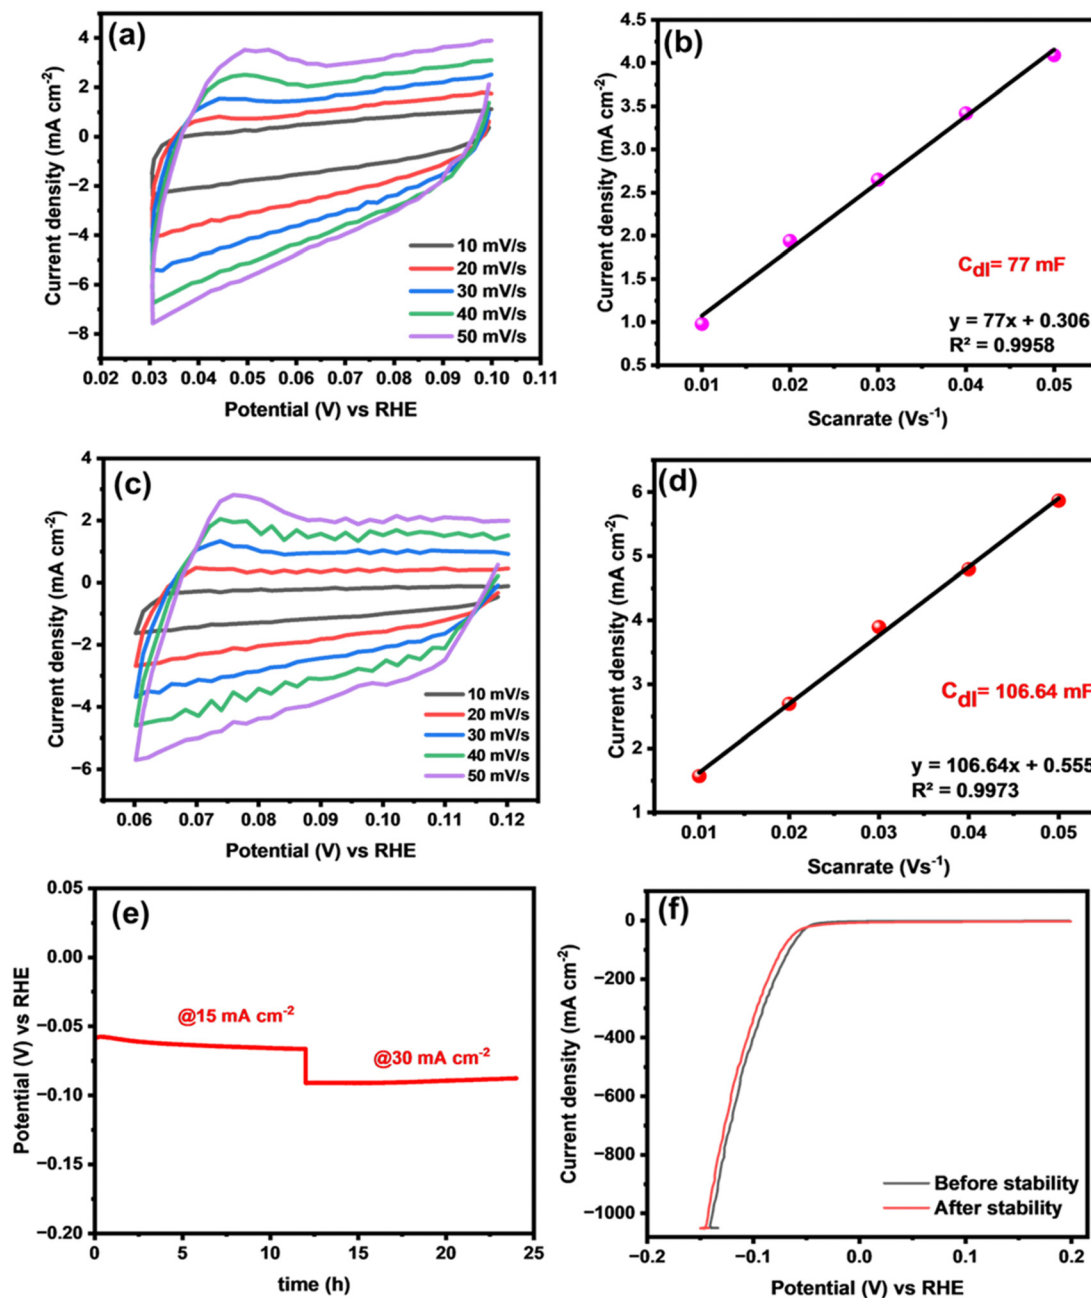 (a)
Current density (mA cm⁻²)
4
2
0
−2
−4
−6
−8
10 mV/s
20 mV/s
30 mV/s
40 mV/s
50 mV/s
0.02 0.03 0.04 0.05 0.06 0.07 0.08 0.09 0.10 0.11
Potential (V) vs RHE
(b)
Current density (mA cm⁻²)
4.5
4.0
3.5
3.0
2.5
2.0
1.5
1.0
0.5
Cdl= 77 mF
y = 77x + 0.306
R² = 0.9958
0.01 0.02 0.03 0.04 0.05
Scanrate (Vs⁻¹)
(c)
Current density (mA cm⁻²)
4
2
0
−2
−4
−6
10 mV/s
20 mV/s
30 mV/s
40 mV/s
50 mV/s
0.06 0.07 0.08 0.09 0.10 0.11 0.12
Potential (V) vs RHE
(d)
Current density (mA cm⁻²)
6
5
4
3
2
1
Cdl= 106.64 mF
y = 106.64x + 0.555
R² = 0.9973
0.01 0.02 0.03 0.04 0.05
Scanrate (Vs⁻¹)
(e)
Potential (V) vs RHE
0.05
0.00
−0.05
−0.10
−0.15
−0.20
@15 mA cm⁻²
@30 mA cm⁻²
0 5 10 15 20 25
time (h)
(f)
Current density (mA cm⁻²)
0
−200
−400
−600
−800
−1000
Before stability
After stability
−0.2 −0.1 0.0 0.1 0.2
Potential (V) vs RHE